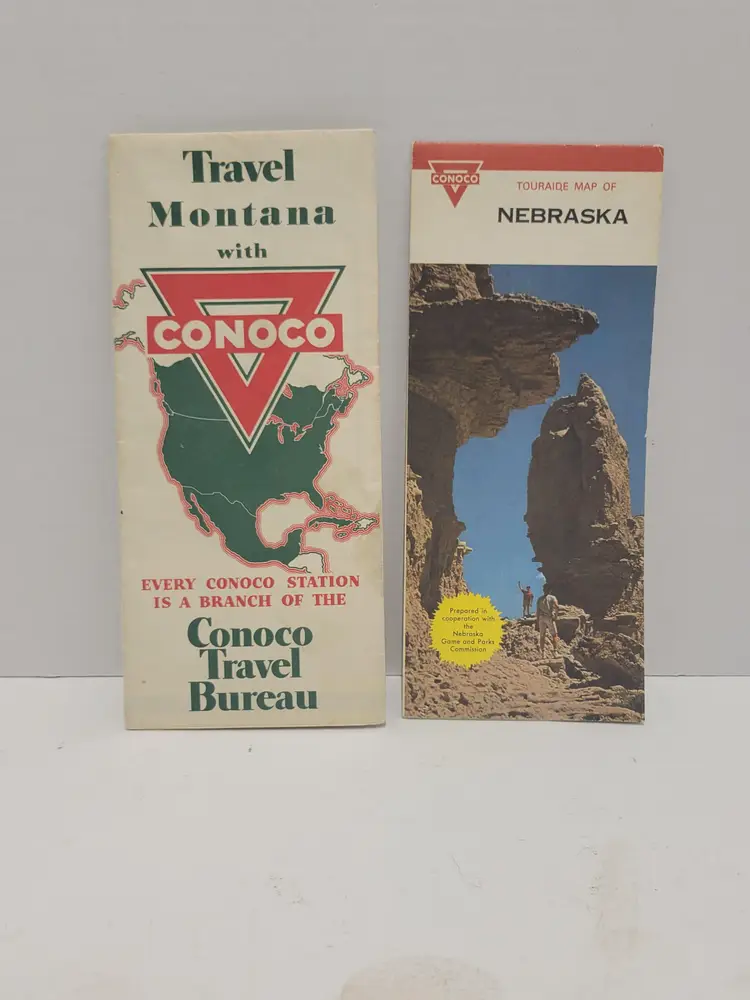 Travel
Montana
with
CONOCO
EVERY CONOCO STATION
IS A BRANCH OF THE
Conoco
Travel
Bureau
CONOCO
TOURAIDE MAP OF
NEBRASKA
Prepared in
cooperation with
the
Nebraska
Game and Parks
Commission